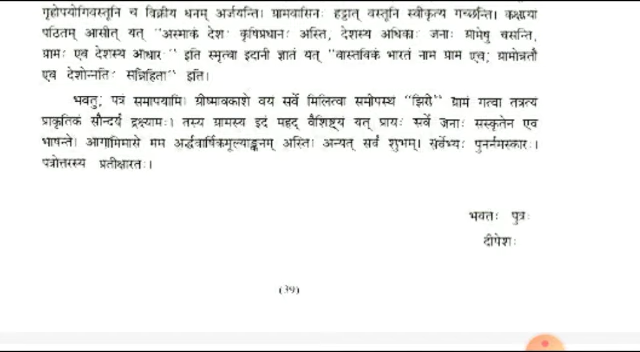 गृहोपयोगिवस्तूनि च विक्रीय धनम् अर्जयन्ति। ग्रामवासिनः हट्टात् वस्तूनि स्वीकृत्य गच्छन्ति। कक्षाया
पठितम् आसीत् यत् "अस्माकं देशः कृषिप्रधानः अस्ति, देशस्य अधिकाः जनाः ग्रामेषु वसन्ति,
ग्रामः एव देशस्य आधारः" इति स्मृत्वा इदानीं ज्ञातं यत् "वास्तविकं भारतं नाम ग्राम एव; ग्रामोन्नतौ
एव देशोन्नतिः सन्निहिता" इति।
भवतु; पत्रं समापयामि। ग्रीष्मावकाशे वय सर्वे मिलित्वा समीपस्थ "झिरी" ग्रामं गत्वा तत्रत्य
प्राकृतिकं सौन्दर्यं द्रक्ष्यामः। तस्य ग्रामस्य इदं महद् वैशिष्ट्यं यत् प्रायः सर्वे जनाः संस्कृतेन एव
भाषन्ते। आगामिमासे मम अर्द्धवार्षिकमूल्याङ्कनम् अस्ति। अन्यत् सर्वं शुभम्। सर्वेभ्यः पुनर्नमस्कारः।
पत्रोत्तरस्य प्रतीक्षारतः।
भवतः पुत्रः
दीपेशः
(39)